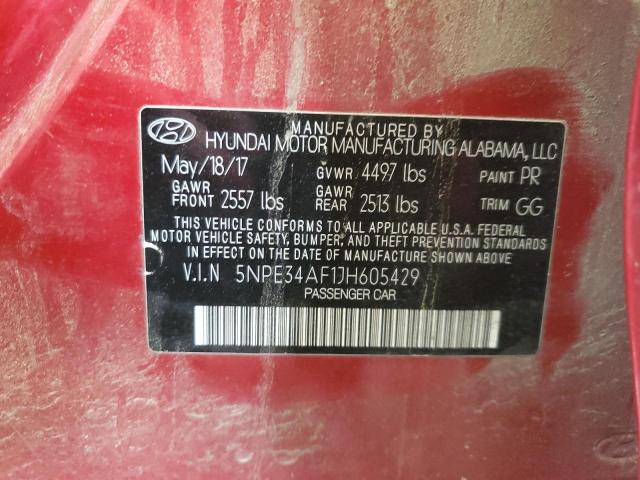 MANUFACTURED BY
HYUNDAI MOTOR MANUFACTURING ALABAMA, LLC
May/18/17 GVWR 4497 lbs PAINT PR
GAWR FRONT 2557 lbs GAWR REAR 2513 lbs TRIM GG
THIS VEHICLE CONFORMS TO ALL APPLICABLE U.S.A. FEDERAL
MOTOR VEHICLE SAFETY, BUMPER, AND THEFT PREVENTION STANDARDS
IN EFFECT ON THE DATE OF MANUFACTURE SHOWN ABOVE
V.I.N 5NPE34AF1JH605429
PASSENGER CAR